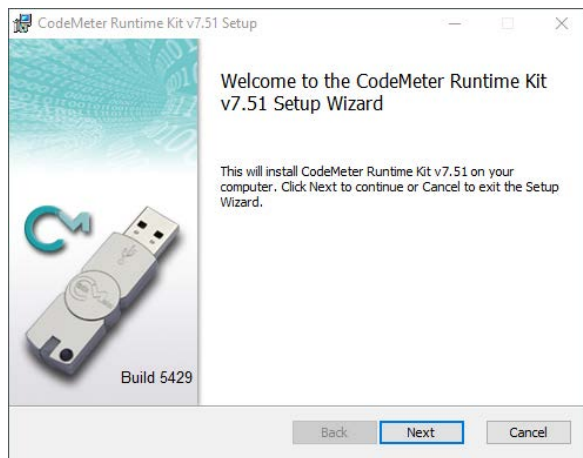 CodeMeter Runtime Kit v7.51 Setup
Welcome to the CodeMeter Runtime Kit
v7.51 Setup Wizard
This will install CodeMeter Runtime Kit v7.51 on your
computer. Click Next to continue or Cancel to exit the Setup
Wizard.
Build 5429
Back
Next
Cancel